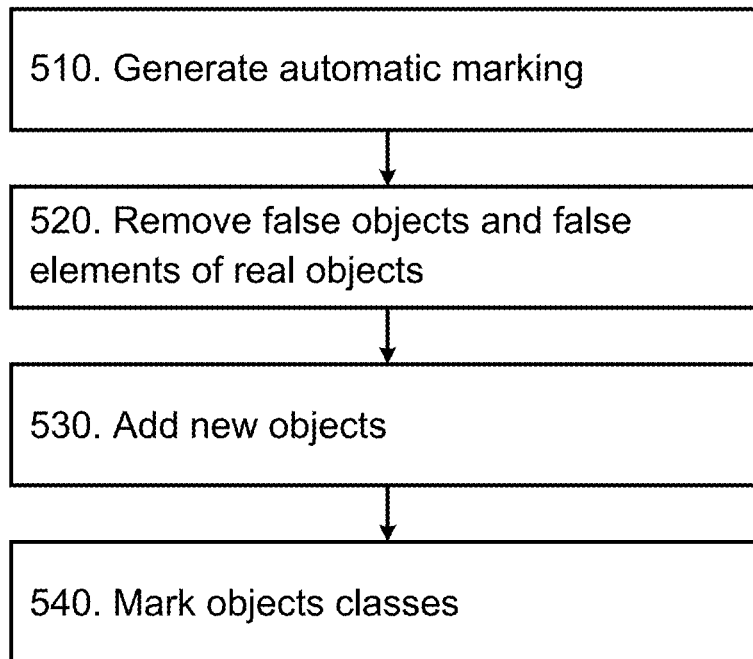 510. Generate automatic marking
520. Remove false objects and false
elements of real objects
530. Add new objects
540. Mark objects classes